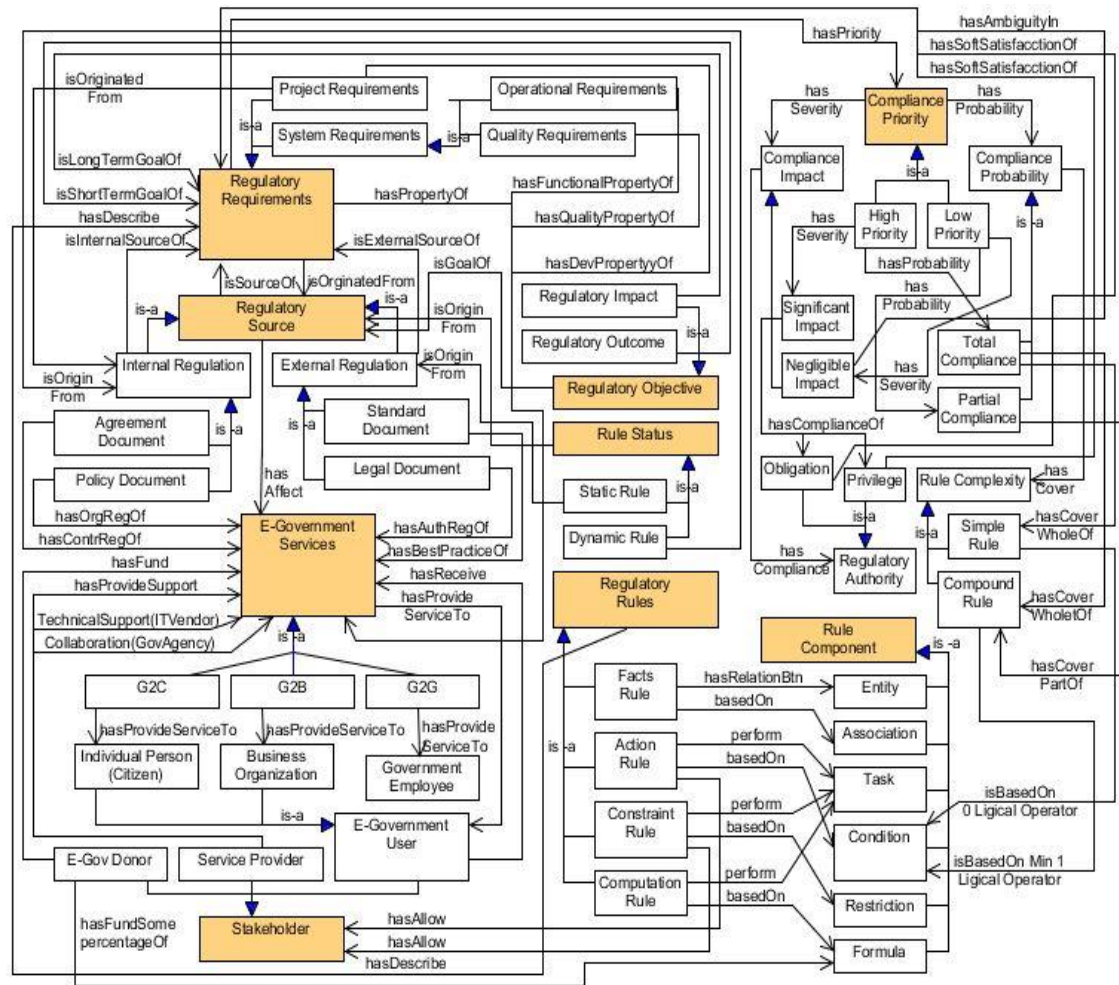 hasAmbiguityIn
hasPriority
hasSoftSatisfacctionOf
hasSoftSatisfacctionOf
isOriginated
From
Project Requirements
Operational Requirements
is-a
System Requirements
is-a
Quality Requirements
has
Severity
Compliance
Priority
has
Probability
isLongTermGoalOf
Regulatory
Requirements
hasPropertyOf
hasFunctionalPropertyOf
Compliance
Impact
is-a
Compliance
Probability
isShortTermGoalOf
hasDescribe
hasQualityPropertyOf
has
Severity
High
Priority
Low
Priority
is -a
isInternalSourceOf
isExternalSourceOf
isGoalOf
hasDevPropertyyOf
hasProbability
isSourceOf
isOrginatedFrom
is-a
Regulatory
Source
is-a
isOrigin
From
Regulatory Impact
has
Probability
Significant
Impact
Regulatory Outcome
is-a
Total
Compliance
Internal Regulation
External Regulation
isOrigin
From
isOrigin
From
Negligible
Impact
has
Severity
Regulatory Objective
Partial
Compliance
Agreement
Document
is -a
is-a
Standard
Document
Rule Status
hasComplianceOf
Policy Document
Legal Document
has
Affect
Obligation
Privilege
Rule Complexity
has
Cover
Static Rule
is-a
hasOrgRegOf
E-Government
Services
hasAuthRegOf
is-a
is-a
Simple
Rule
hasCover
WholeOf
hasContrRegOf
hasBestPracticeOf
Dynamic Rule
has
Compliance
Regulatory
Authority
hasFund
hasReceive
Regulatory
Rules
Compound
Rule
hasCover
WholetOf
hasProvideSupport
hasProvide
ServiceTo
TechnicalSupport(ITVendor)
is -a
Rule
Component
Collaboration(GovAgency)
is -a
hasCover
PartOf
G2C
G2B
G2G
Facts
Rule
hasRelationBtn
basedOn
Entity
hasProvideServiceTo
hasProvideServiceTo
hasProvide
ServiceTo
is -a
Association
Individual Person
(Citizen)
Business
Organization
Government
Employee
Action
Rule
perform
basedOn
Task
isBasedOn
0 Ligical Operator
is-a
E-Government
User
Constraint
Rule
perform
basedOn
Condition
E-Gov Donor
Service Provider
isBasedOn Min 1
Ligical Operator
Computation
Rule
perform
basedOn
Restriction
hasFundSome
percentageOf
Stakeholder
hasAllow
hasAllow
hasDescribe
Formula